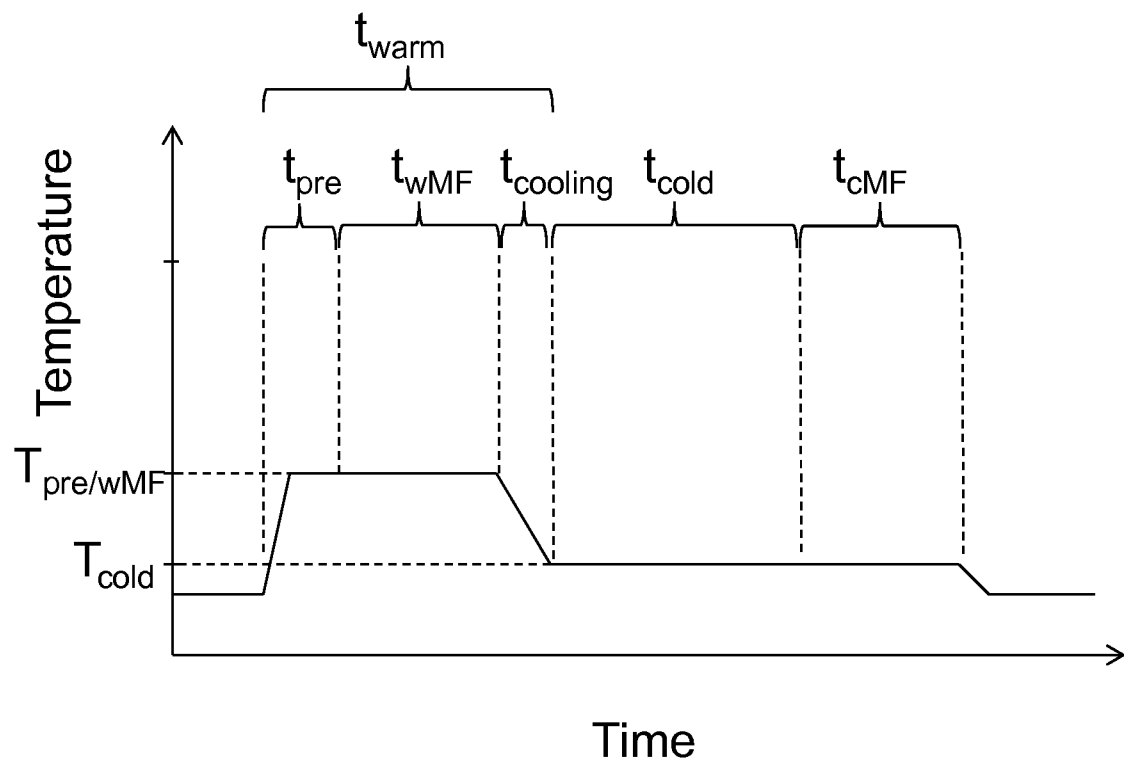 t_warm
t_pre t_wMF t_cooling t_cold t_cMF
Temperature
T_pre/wMF
T_cold
Time